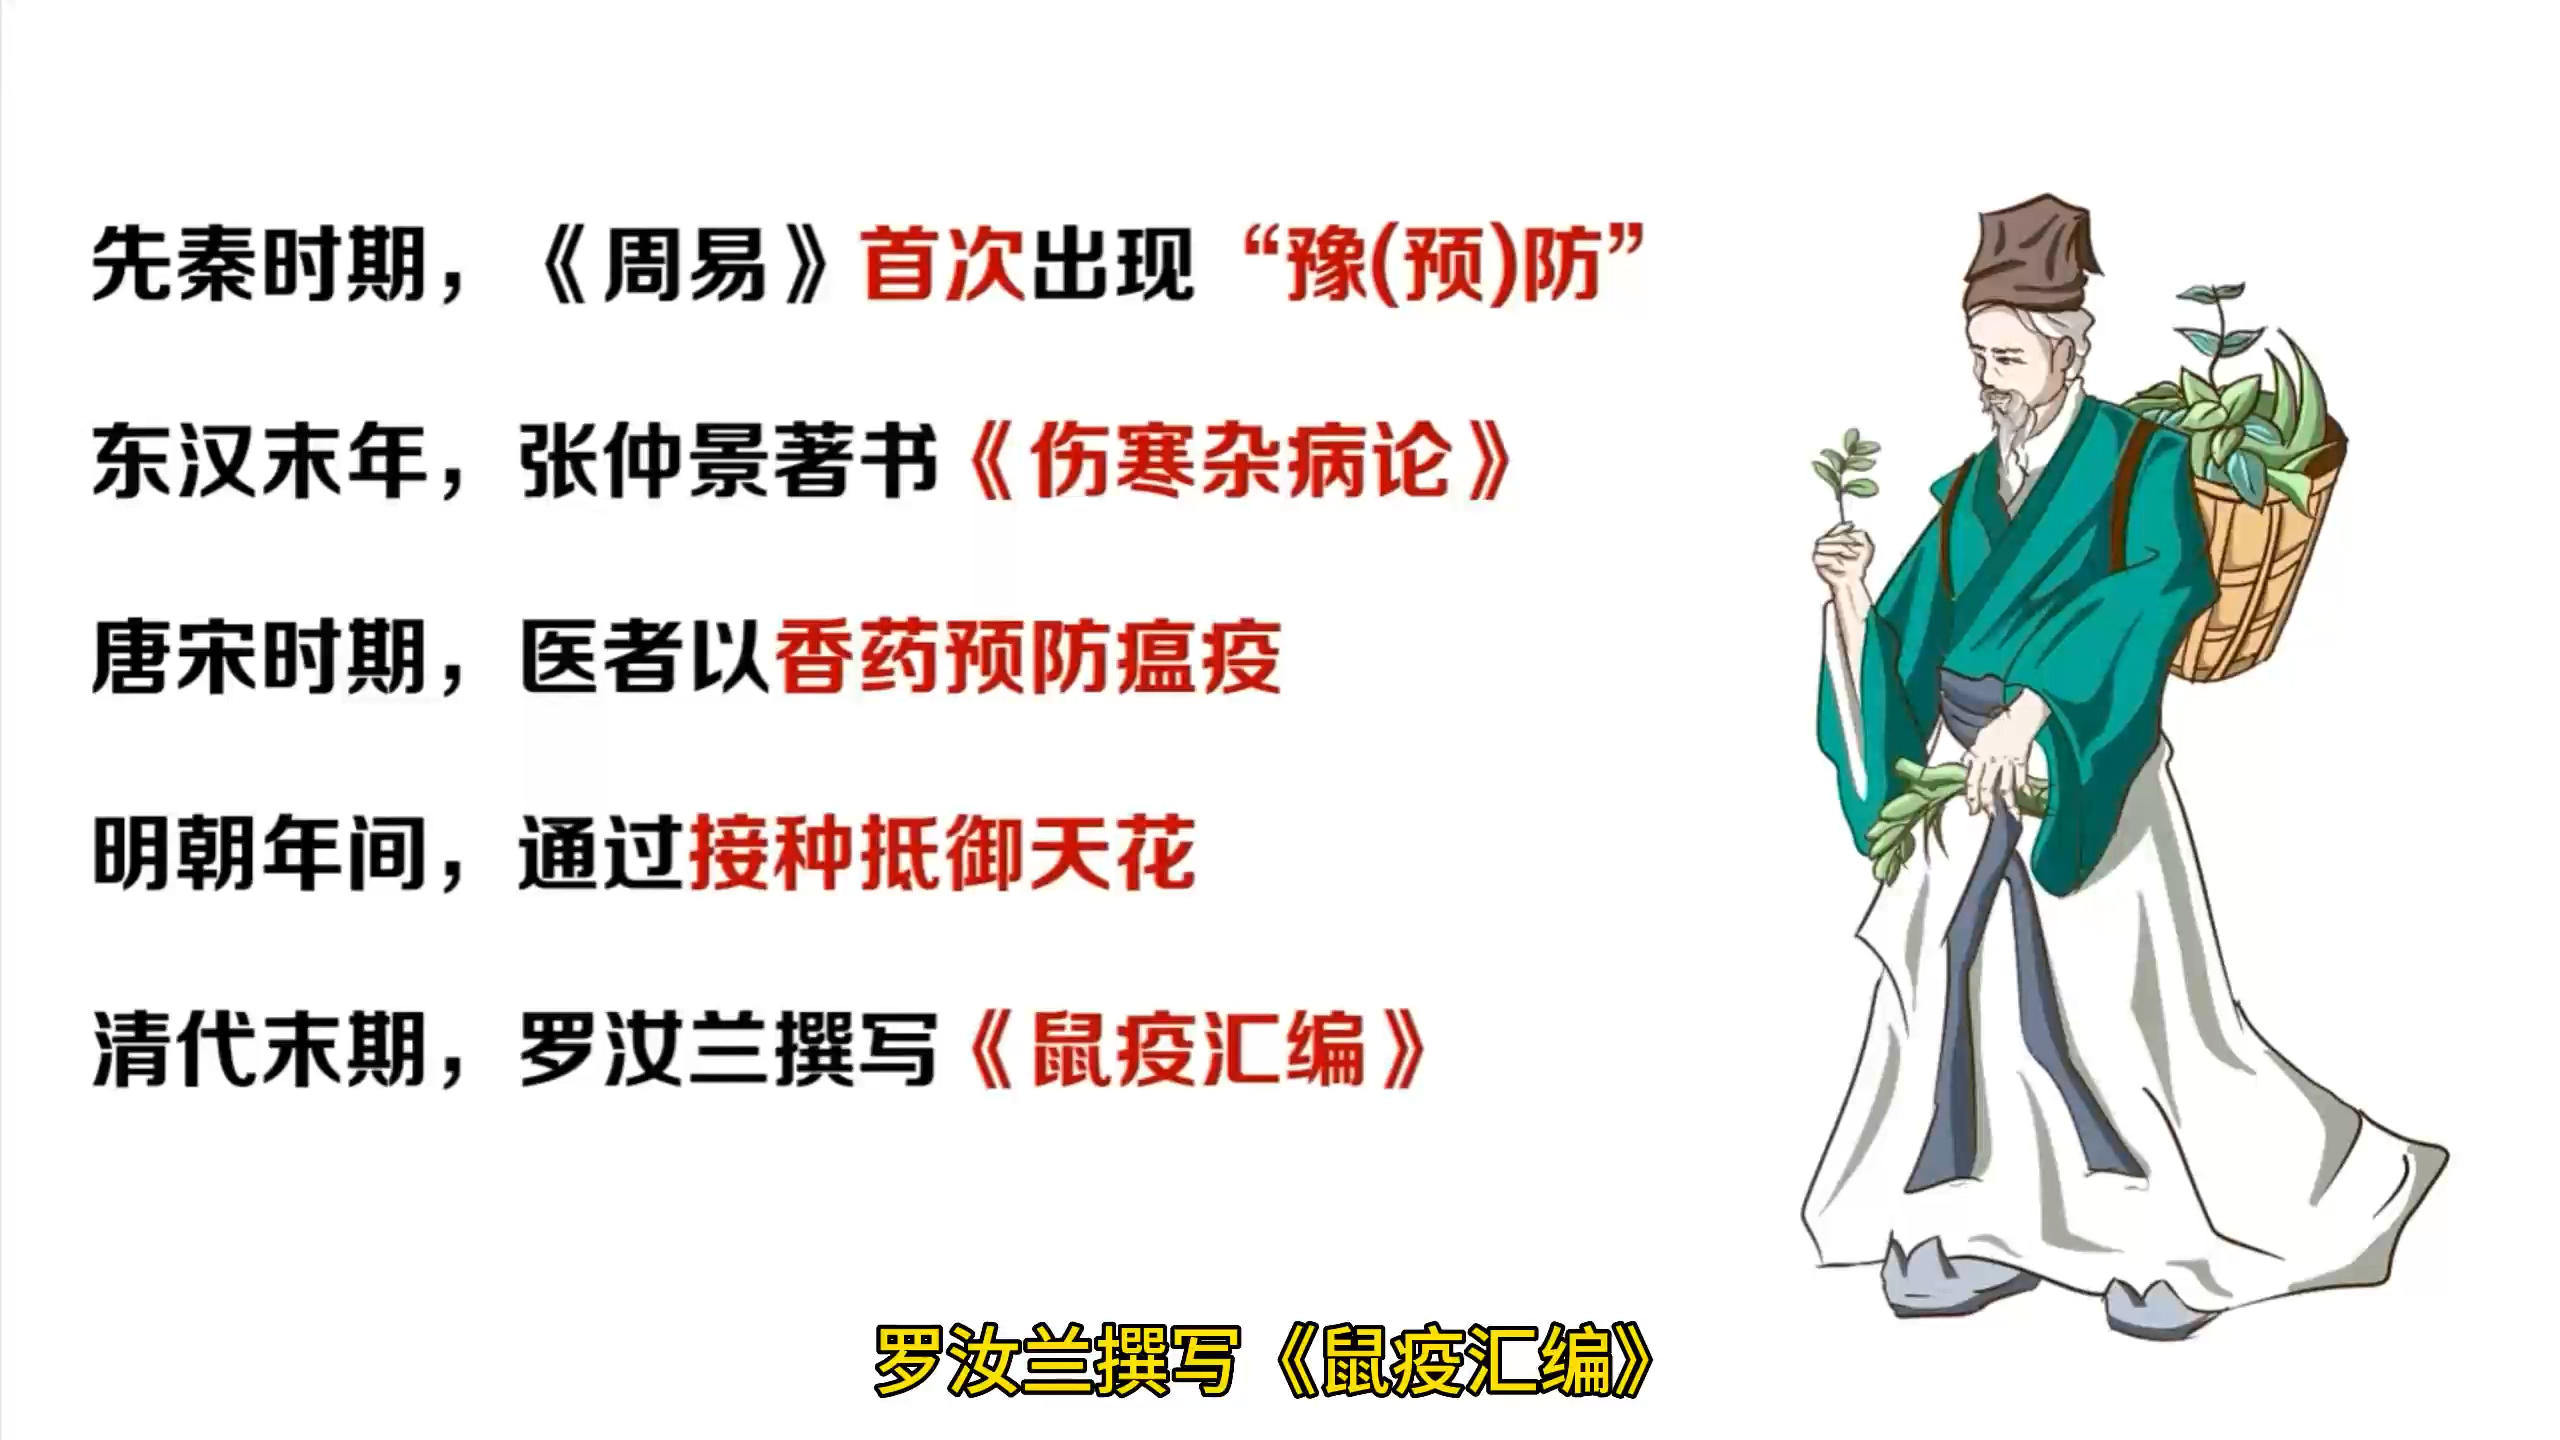 先秦时期，《周易》首次出现“豫(预)防”
东汉末年，张仲景著书《伤寒杂病论》
唐宋时期，医者以香药预防瘟疫
明朝年间，通过接种抵御天花
清代末期，罗汝兰撰写《鼠疫汇编》
罗汝兰撰写《鼠疫汇编》